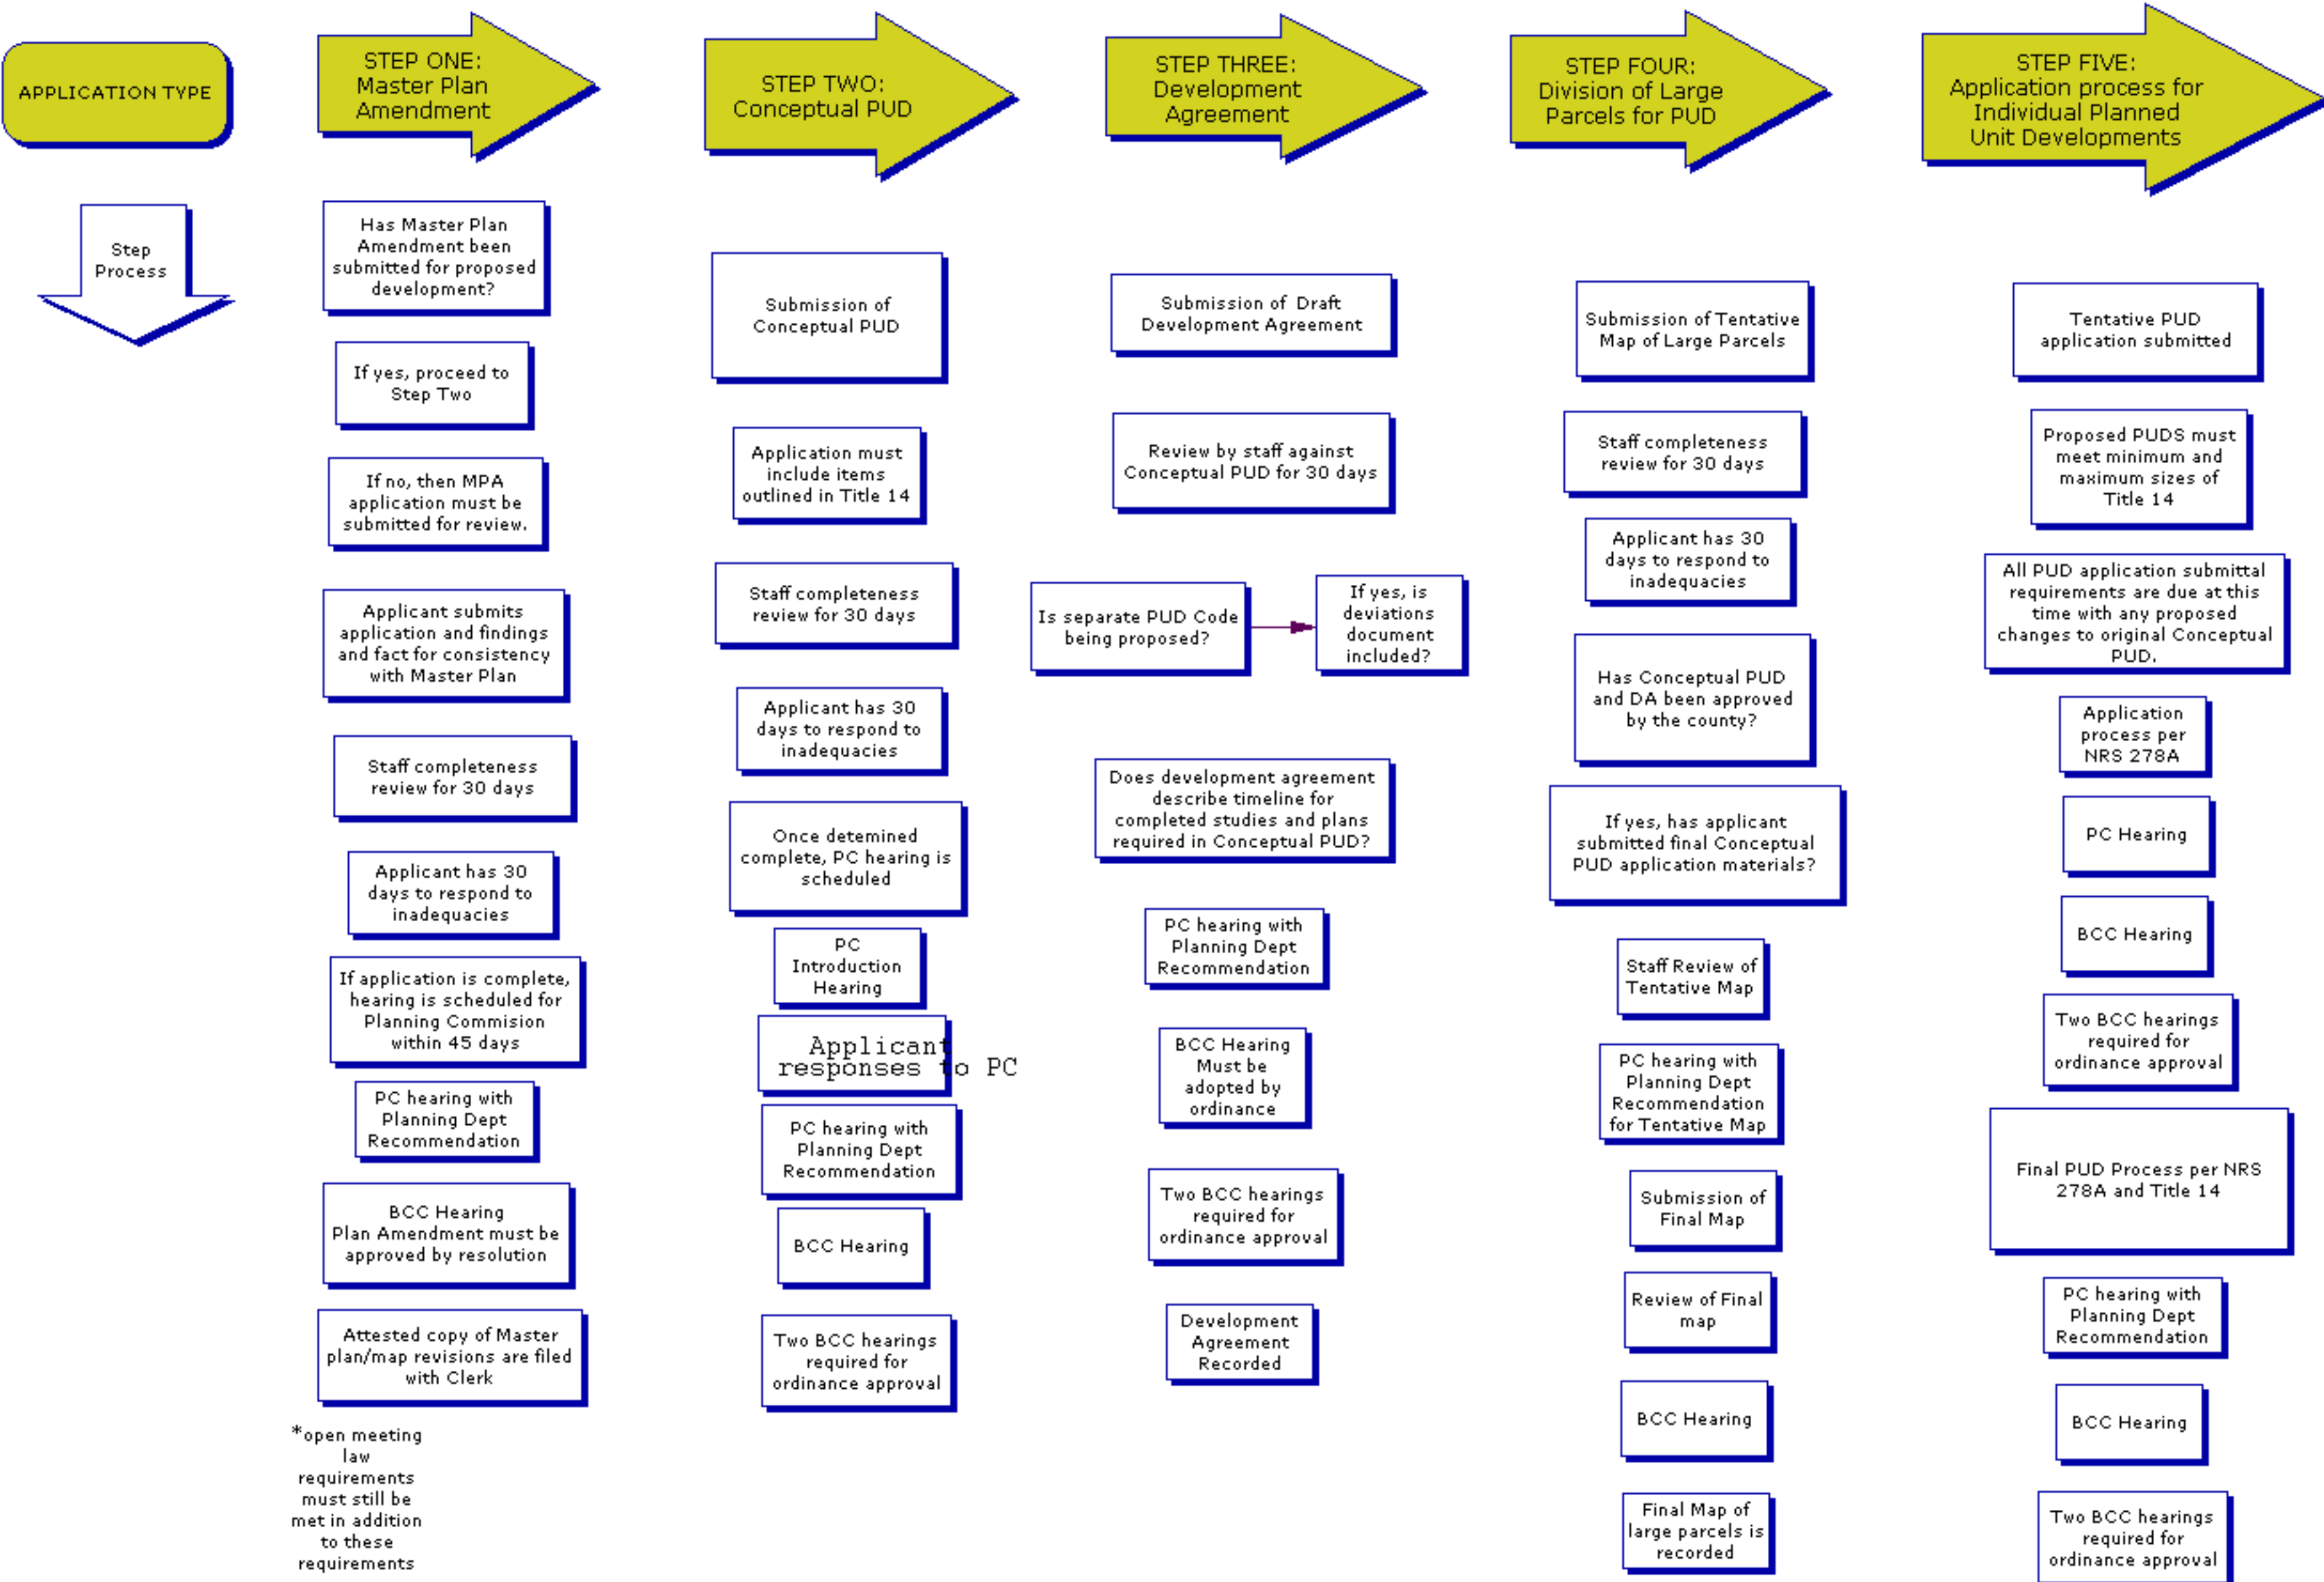 APPLICATION TYPE
Step
Process
STEP ONE:
Master Plan
Amendment
Has Master Plan
Amendment been
submitted for proposed
development?
If yes, proceed to
Step Two
If no, then MPA
application must be
submitted for review.
Applicant submits
application and findings
and fact for consistency
with Master Plan
Staff completeness
review for 30 days
Applicant has 30
days to respond to
inadequacies
If application is complete,
hearing is scheduled for
Planning Commision
within 45 days
PC hearing with
Planning Dept
Recommendation
BCC Hearing
Plan Amendment must be
approved by resolution
Attested copy of Master
plan/map revisions are filed
with Clerk
*open meeting
law
requirements
must still be
met in addition
to these
requirements
STEP TWO:
Conceptual PUD
Submission of
Conceptual PUD
Application must
include items
outlined in Title 14
Staff completeness
review for 30 days
Applicant has 30
days to respond to
inadequacies
Once detemined
complete, PC hearing is
scheduled
PC
Introduction
Hearing
Applicant
responses to PC
PC hearing with
Planning Dept
Recommendation
BCC Hearing
Two BCC hearings
required for
ordinance approval
STEP THREE:
Development
Agreement
Submission of Draft
Development Agreement
Review by staff against
Conceptual PUD for 30 days
Is separate PUD Code
being proposed?
If yes, is
deviations
document
included?
Does development agreement
describe timeline for
completed studies and plans
required in Conceptual PUD?
PC hearing with
Planning Dept
Recommendation
BCC Hearing
Must be
adopted by
ordinance
Two BCC hearings
required for
ordinance approval
Development
Agreement
Recorded
STEP FOUR:
Division of Large
Parcels for PUD
Submission of Tentative
Map of Large Parcels
Staff completeness
review for 30 days
Applicant has 30
days to respond to
inadequacies
Has Conceptual PUD
and DA been approved
by the county?
If yes, has applicant
submitted final Conceptual
PUD application materials?
Staff Review of
Tentative Map
PC hearing with
Planning Dept
Recommendation
for Tentative Map
Submission of
Final Map
Review of Final
map
BCC Hearing
Final Map of
large parcels is
recorded
STEP FIVE:
Application process for
Individual Planned
Unit Developments
Tentative PUD
application submitted
Proposed PUDS must
meet minimum and
maximum sizes of
Title 14
All PUD application submittal
requirements are due at this
time with any proposed
changes to original Conceptual
PUD.
Application
process per
NRS 278A
PC Hearing
BCC Hearing
Two BCC hearings
required for
ordinance approval
Final PUD Process per NRS
278A and Title 14
PC hearing with
Planning Dept
Recommendation
BCC Hearing
Two BCC hearings
required for
ordinance approval